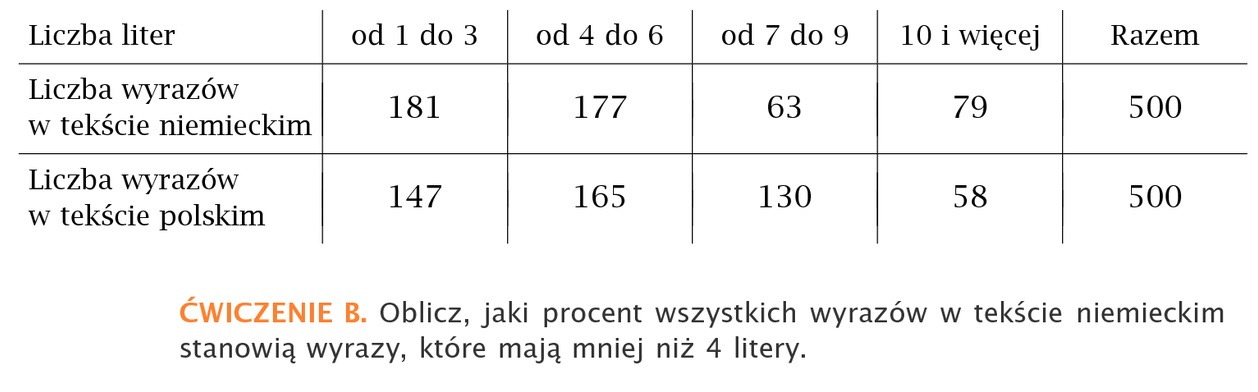 Liczba liter od 1 do 3 od 4 do 6 od 7 do 9 10 i więcej Razem
Liczba wyrazów
w tekście niemieckim 181 177 63 79 500
Liczba wyrazów
w tekście polskim 147 165 130 58 500
ĆWICZENIE B. Oblicz, jaki procent wszystkich wyrazów w tekście niemieckim
stanowią wyrazy, które mają mniej niż 4 litery.